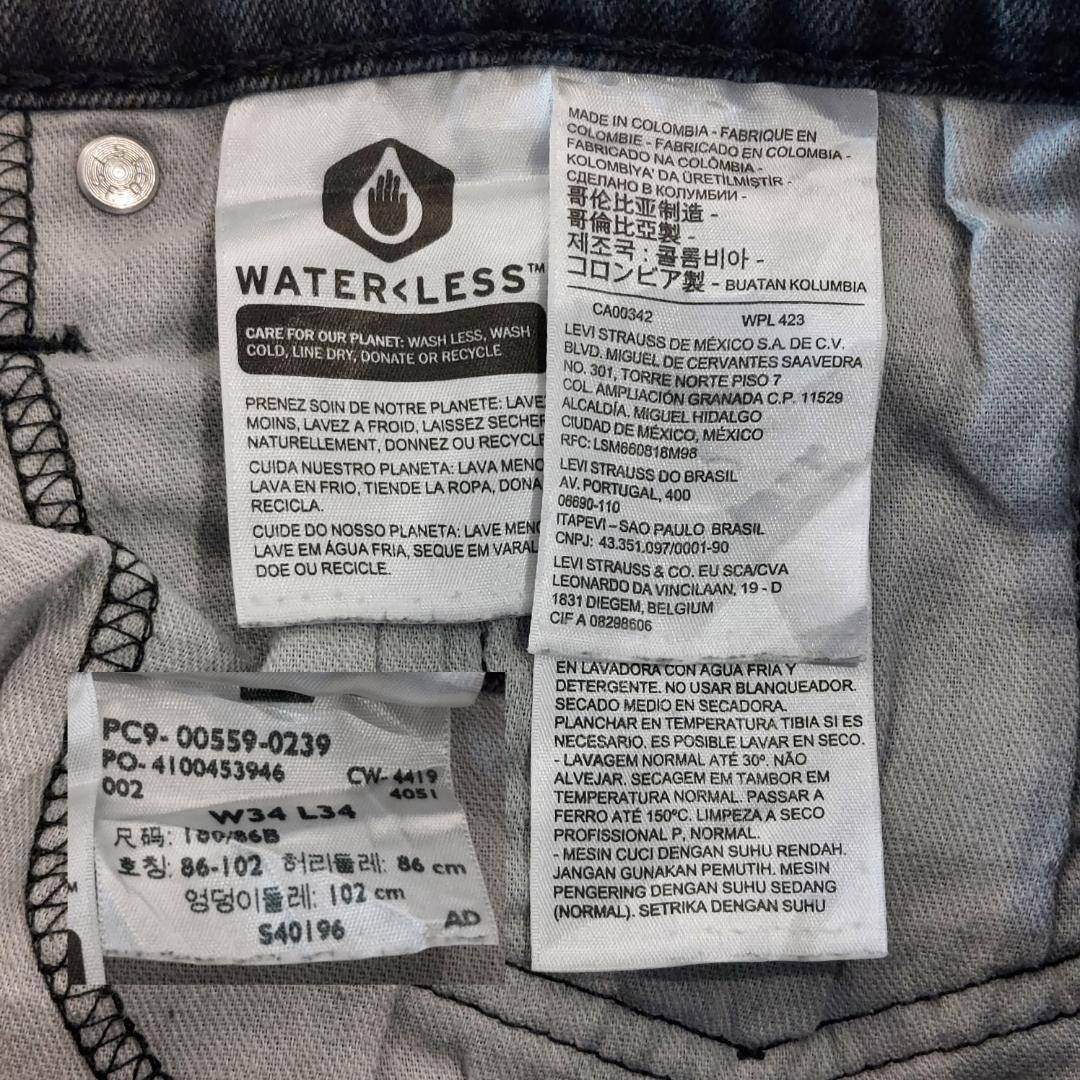 WATER<LESS™
CARE FOR OUR PLANET: WASH LESS, WASH
COLD, LINE DRY, DONATE OR RECYCLE
PRENEZ SOIN DE NOTRE PLANETE: LAVE
MOINS, LAVEZ A FROID, LAISSEZ SECHER
NATURELLEMENT, DONNEZ OU RECYCLE
CUIDA NUESTRO PLANETA: LAVA MENO
LAVA EN FRIO, TIENDE LA ROPA, DONA
RECICLA.
CUIDE DO NOSSO PLANETA: LAVE MEN
LAVE EM ÁGUA FRIA, SEQUE EM VARAL
DOE OU RECICLE.
MADE IN COLOMBIA - FABRIQUE EN
COLOMBIE - FABRICADO EN COLOMBIA -
FABRICADO NA COLÔMBIA -
KOLOMBİYA' DA ÜRETİLMİŞTİR -
СДЕЛАНО В КОЛУМБИИ -
哥伦比亚制造 -
哥倫比亞製 -
제조국 : 콜롬비아 -
コロンビア製 - BUATAN KOLUMBIA
CA00342 WPL 423
LEVI STRAUSS DE MÉXICO S.A. DE C.V.
BLVD. MIGUEL DE CERVANTES SAAVEDRA
NO. 301, TORRE NORTE PISO 7
COL. AMPLIACIÓN GRANADA C.P. 11529
ALCALDÍA. MIGUEL HIDALGO
CIUDAD DE MÉXICO, MÉXICO
RFC: LSM660818M98
LEVI STRAUSS DO BRASIL
AV. PORTUGAL, 400
06690-110
ITAPEVI – SAO PAULO BRASIL
CNPJ: 43.351.097/0001-90
LEVI STRAUSS & CO. EU SCA/CVA
LEONARDO DA VINCILAAN, 19 - D
1831 DIEGEM, BELGIUM
CIF A 08298606
EN LAVADORA CON AGUA FRIA Y
DETERGENTE. NO USAR BLANQUEADOR.
SECADO MEDIO EN SECADORA.
PLANCHAR EN TEMPERATURA TIBIA SI ES
NECESARIO. ES POSIBLE LAVAR EN SECO.
- LAVAGEM NORMAL ATÉ 30º. NÃO
ALVEJAR. SECAGEM EM TAMBOR EM
TEMPERATURA NORMAL. PASSAR A
FERRO ATÉ 150ºC. LIMPEZA A SECO
PROFISSIONAL P, NORMAL.
- MESIN CUCI DENGAN SUHU RENDAH.
JANGAN GUNAKAN PEMUTIH. MESIN
PENGERING DENGAN SUHU SEDANG
(NORMAL). SETRIKA DENGAN SUHU
PC9- 00559-0239
PO- 4100453946 CW- 4419
002 4051
W34 L34
尺码: 180/86B
호칭: 86-102 허리둘레: 86 cm
엉덩이둘레: 102 cm
S40196 AD